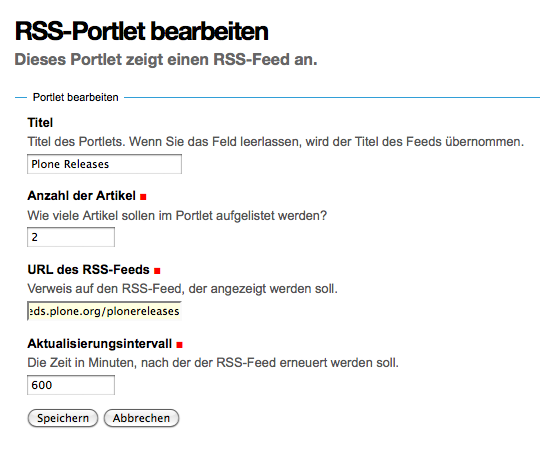 RSS-Portlet bearbeiten
Dieses Portlet zeigt einen RSS-Feed an.
Portlet bearbeiten
Titel
Titel des Portlets. Wenn Sie das Feld leerlassen, wird der Titel des Feeds übernommen.
Plone Releases
Anzahl der Artikel
Wie viele Artikel sollen im Portlet aufgelistet werden?
2
URL des RSS-Feeds
Verweis auf den RSS-Feed, der angezeigt werden soll.
eds.plone.org/plonereleases
Aktualisierungsintervall
Die Zeit in Minuten, nach der der RSS-Feed erneuert werden soll.
600
Speichern Abbrechen